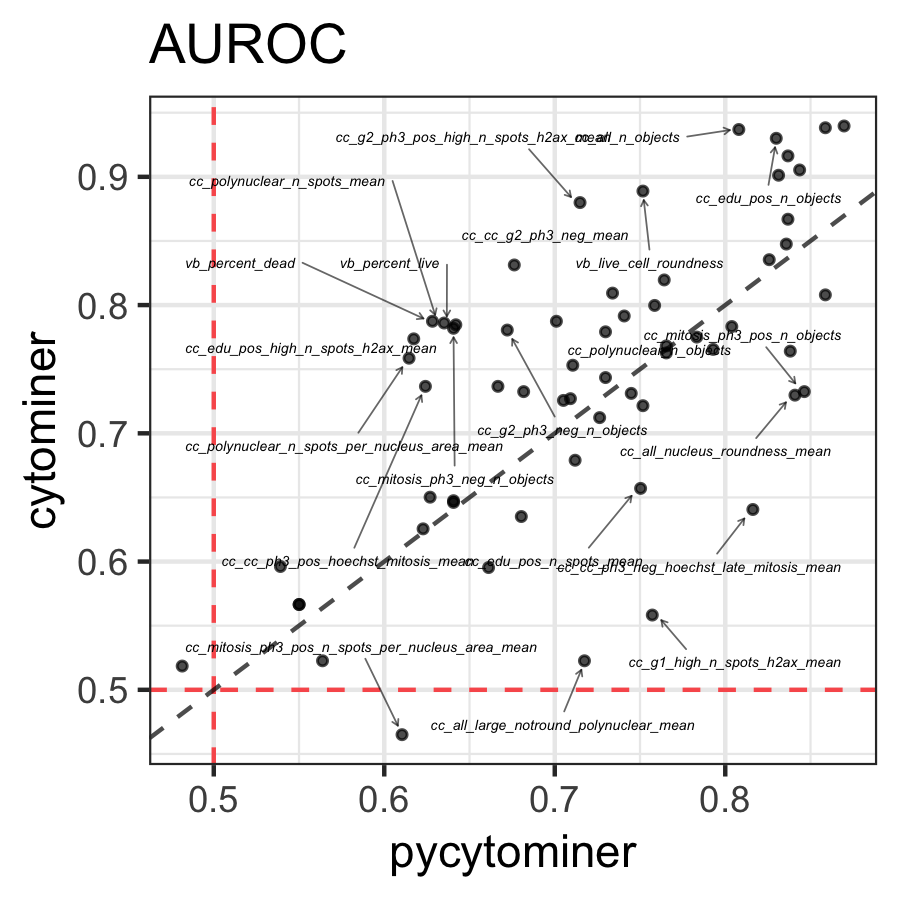 AUROC
cc_g2_ph3_pos_high_n_spots_h2ax_mean
cc_all_n_objects
cc_polynuclear_n_spots_mean
cc_edu_pos_n_objects
cc_cc_g2_ph3_neg_mean
vb_percent_dead
vb_percent_live
vb_live_cell_roundness
cc_mitosis_ph3_pos_n_objects
cc_edu_pos_high_n_spots_h2ax_mean
cc_polynuclear_n_objects
cc_g2_ph3_neg_n_objects
cc_polynuclear_n_spots_per_nucleus_area_mean
cc_all_nucleus_roundness_mean
cc_mitosis_ph3_neg_n_objects
cc_cc_ph3_pos_hoechst_mitosis_mean
cc_edu_pos_n_spots_mean
cc_cc_ph3_neg_hoechst_late_mitosis_mean
cc_mitosis_ph3_pos_n_spots_per_nucleus_area_mean
cc_g1_high_n_spots_h2ax_mean
cc_all_large_notround_polynuclear_mean
0.9
0.8
0.7
0.6
0.5
cytominer
0.5 0.6 0.7 0.8
pycytominer